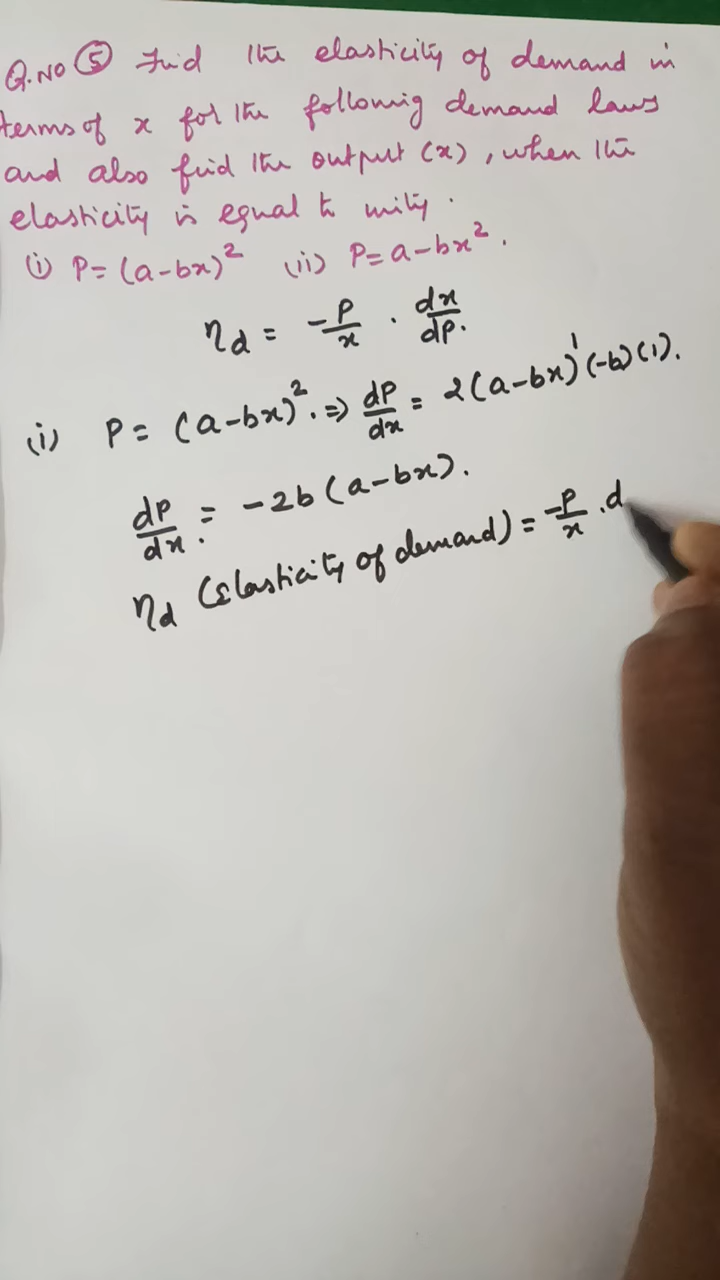 Q.NO ⑤ Find the elasticity of demand in
terms of x for the following demand laws
and also find the output (x), when the
elasticity is equal to unity.
(i) P=(a-bx)² (ii) P=a-bx².
ηd = -P/x . dx/dP.
(i) P= (a-bx)². ⇒ dP/dx = 2(a-bx)¹(-b)(1).
dP/dx = -2b(a-bx).
ηd (Elasticity of demand) = -P/x . d